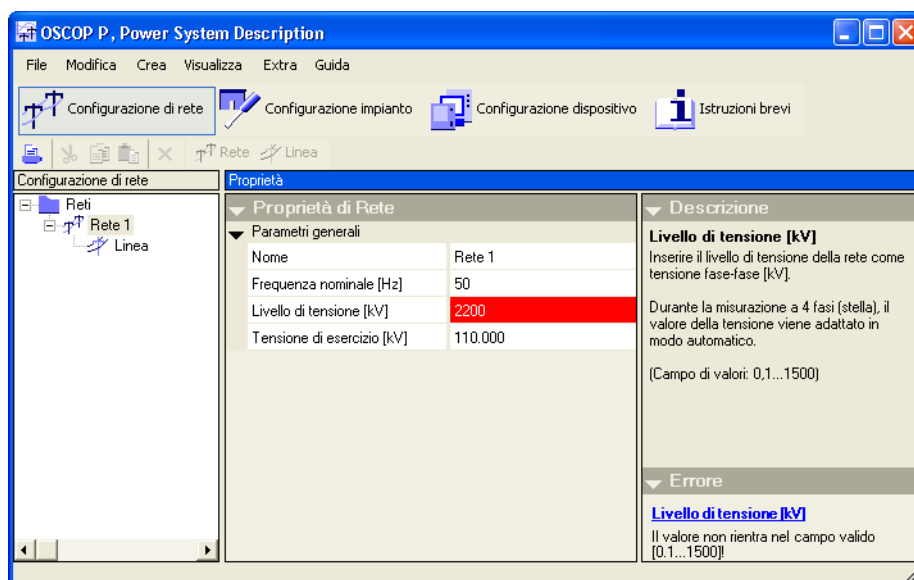 OSCOP P, Power System Description
File Modifica Crea Visualizza Extra Guida
Configurazione di rete Configurazione impianto Configurazione dispositivo Istruzioni brevi
Rete Linea
Configurazione di rete
Reti
Rete 1
Linea
Proprietà
Proprietà di Rete
Parametri generali
Nome Rete 1
Frequenza nominale [Hz] 50
Livello di tensione [kV] 2200
Tensione di esercizio [kV] 110.000
Descrizione
Livello di tensione [kV]
Inserire il livello di tensione della rete come
tensione fase-fase [kV].
Durante la misurazione a 4 fasi (stella), il
valore della tensione viene adattato in
modo automatico.
(Campo di valori: 0,1...1500)
Errore
Livello di tensione [kV]
Il valore non rientra nel campo valido
[0.1...1500]!